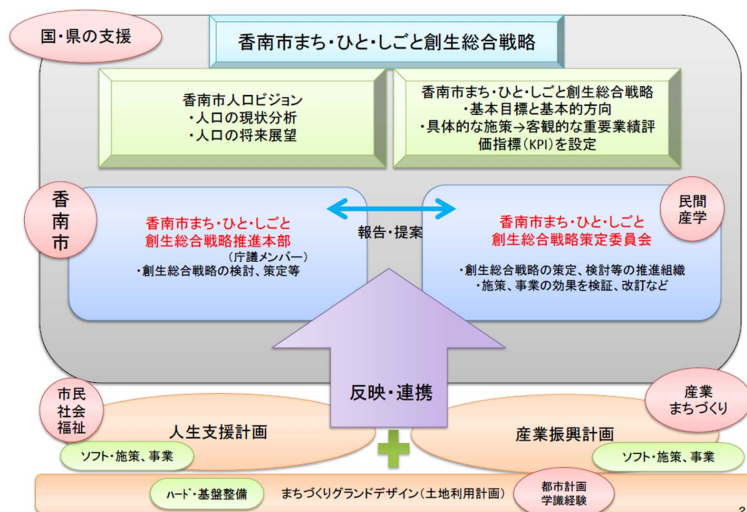 国・県の支援
香南市まち・ひと・しごと創生総合戦略
香南市人口ビジョン
・人口の現状分析
・人口の将来展望
香南市まち・ひと・しごと創生総合戦略
・基本目標と基本的方向
・具体的な施策→客観的な重要業績評
価指標(KPI)を設定
香南市
香南市まち・ひと・しごと
創生総合戦略推進本部
(庁議メンバー)
・創生総合戦略の検討、策定等
報告・提案
民間
産学
香南市まち・ひと・しごと
創生総合戦略策定委員会
・創生総合戦略の策定、検討等の推進組織
・施策、事業の効果を検証、改訂など
反映・連携
市民
社会
福祉
人生支援計画
ソフト・施策、事業
産業
まちづくり
産業振興計画
ソフト・施策、事業
ハード・基盤整備
まちづくりグランドデザイン(土地利用計画)
都市計画
学識経験
2